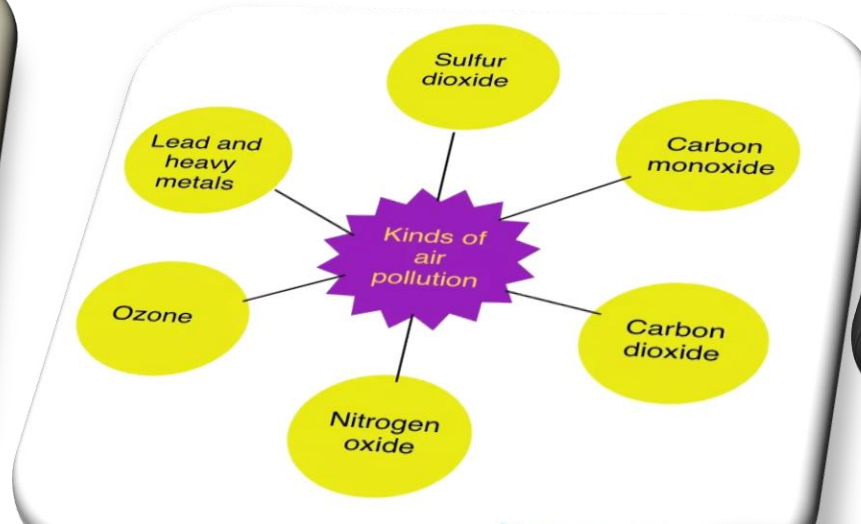 Sulfur
dioxide
Carbon
monoxide
Lead and
heavy
metals
Kinds of
air
pollution
Ozone
Carbon
dioxide
Nitrogen
oxide